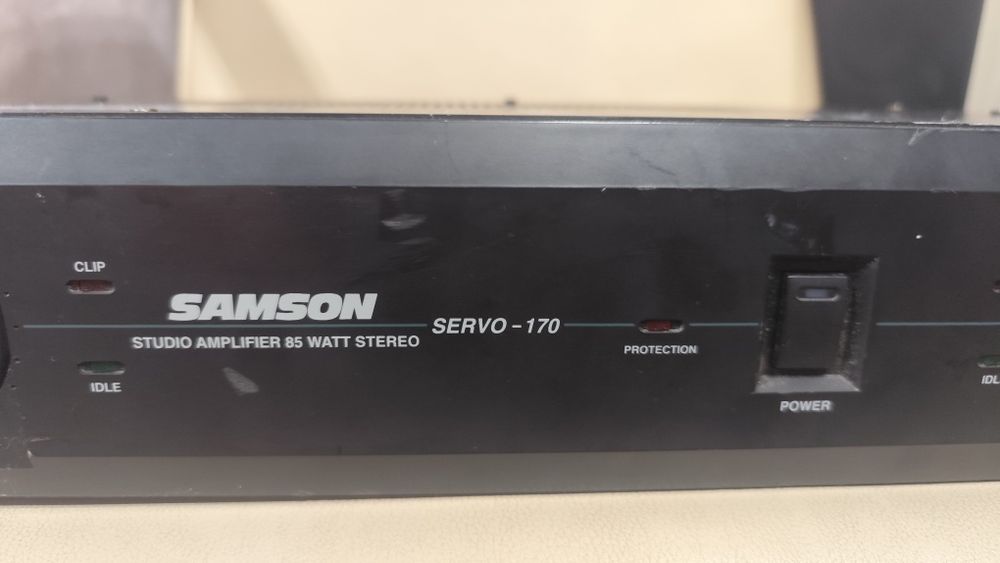 CLIP
SAMSON
SERVO - 170
STUDIO AMPLIFIER 85 WATT STEREO
IDLE
PROTECTION
POWER
IDL